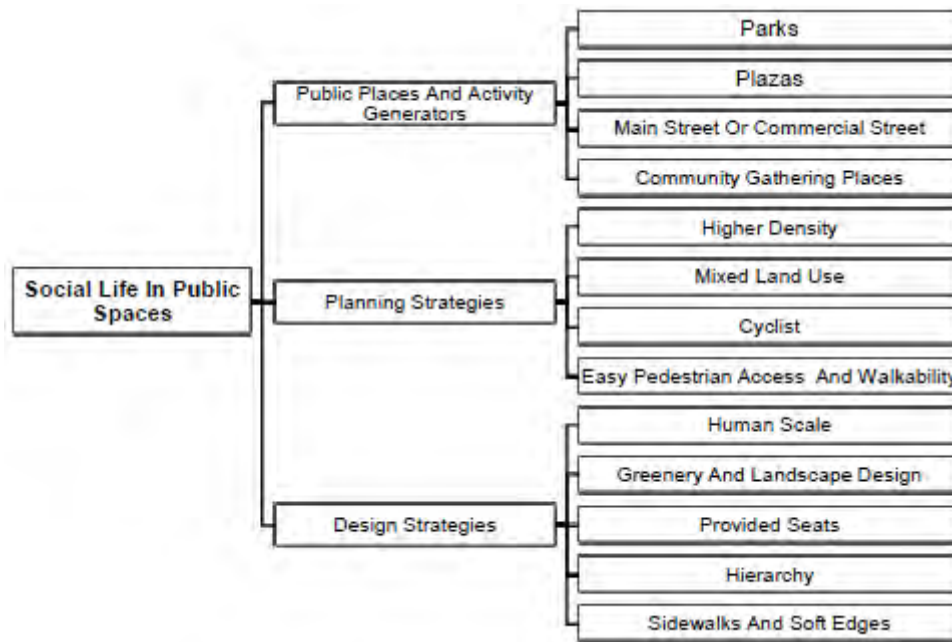 Social Life In Public
Spaces
Public Places And Activity
Generators
Parks
Plazas
Main Street Or Commercial Street
Community Gathering Places
Planning Strategies
Higher Density
Mixed Land Use
Cyclist
Easy Pedestrian Access And Walkability
Design Strategies
Human Scale
Greenery And Landscape Design
Provided Seats
Hierarchy
Sidewalks And Soft Edges